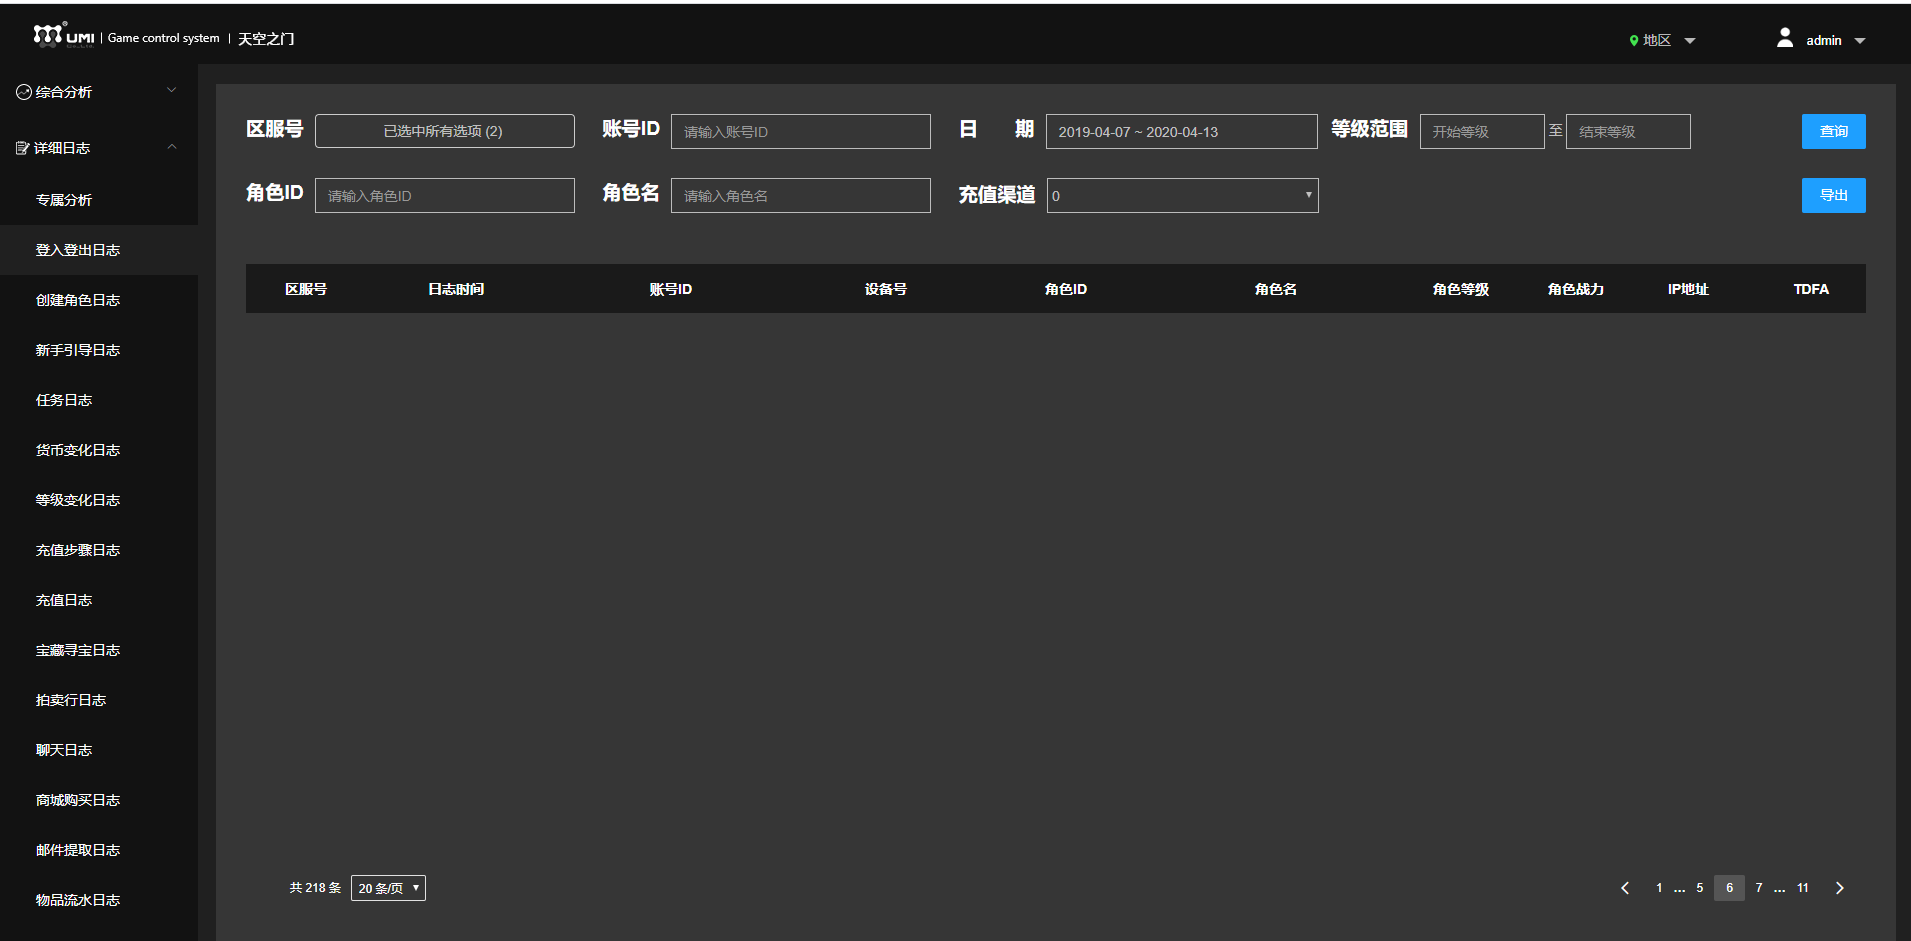 UMI | Game control system | 天空之门
地区
admin
综合分析
详细日志
专属分析
登入登出日志
创建角色日志
新手引导日志
任务日志
货币变化日志
等级变化日志
充值步骤日志
充值日志
宝藏寻宝日志
拍卖行日志
聊天日志
商城购买日志
邮件提取日志
物品流水日志
区服号 已选中所有选项 (2) 账号ID 请输入账号ID 日 期 2019-04-07 ~ 2020-04-13 等级范围 开始等级 至 结束等级 查询
角色ID 请输入角色ID 角色名 请输入角色名 充值渠道 0 导出
区服号 日志时间 账号ID 设备号 角色ID 角色名 角色等级 角色战力 IP地址 TDFA
共 218 条 20 条/页 1 ... 5 6 7 ... 11